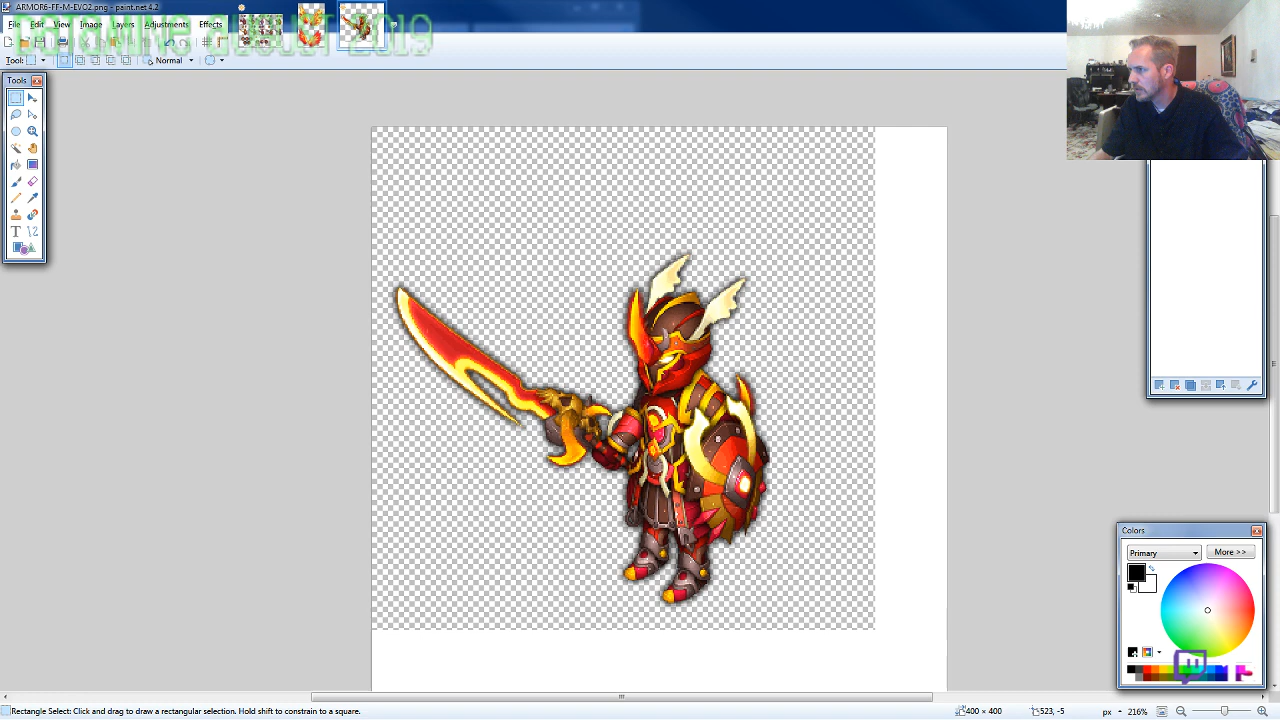 ARMORE-FF-M-EVO2.png - paint.net 4.2
File Edit View Image Layers Adjustments Effects
2019
Tool: Normal
Tools
Colors
Primary
More >>
Rectangle Select: Click and drag to draw a rectangular selection. Hold shift to constrain to a square.
400 × 400
523, -5
px
216%